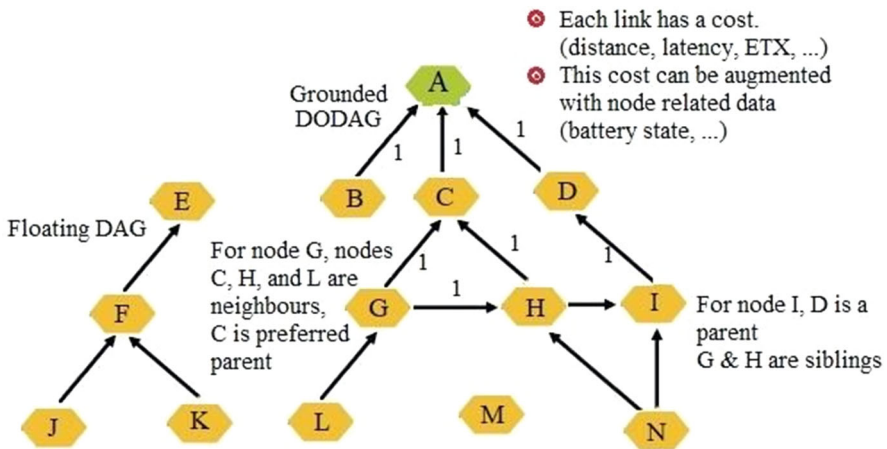 Each link has a cost.
(distance, latency, ETX, ...)
This cost can be augmented
with node related data
(battery state, ...)
A
Grounded
DODAG
1
1
1
E
B
C
D
Floating DAG
For node G, nodes
C, H, and L are
neighbours,
C is preferred
parent
1
1
1
1
F
G
H
I
For node I, D is a
parent
G & H are siblings
J
K
L
M
N